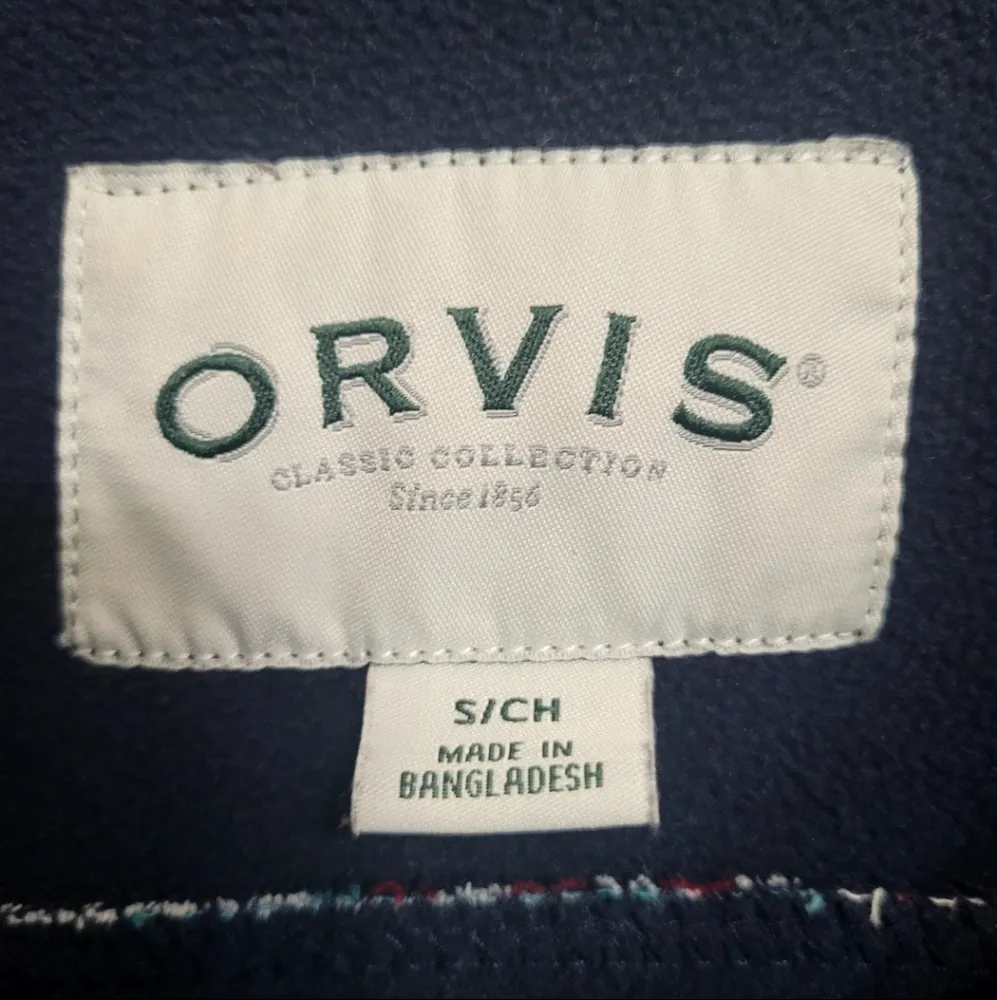 ORVIS®
CLASSIC COLLECTION
Since 1856
S/CH
MADE IN
BANGLADESH